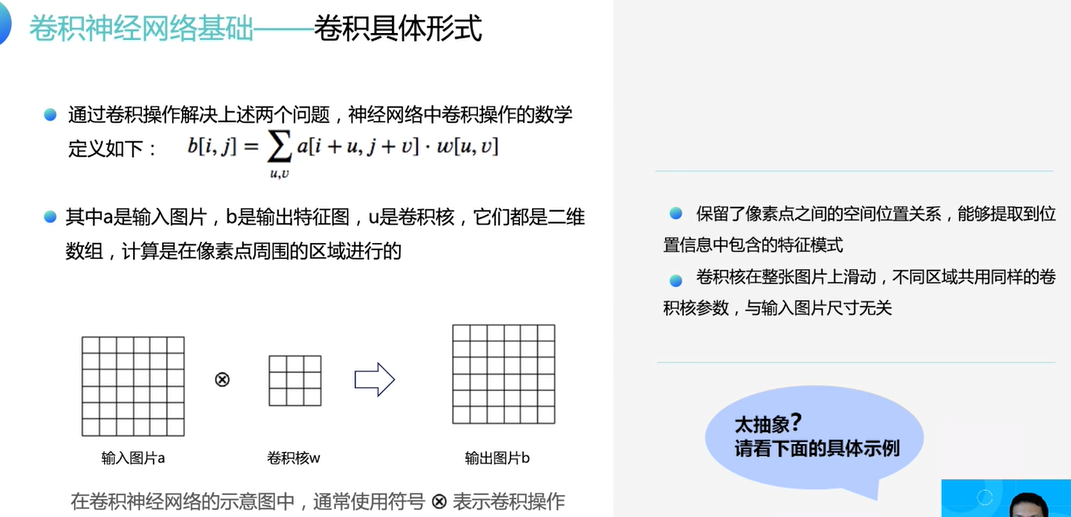 卷积神经网络基础——卷积具体形式
通过卷积操作解决上述两个问题，神经网络中卷积操作的数学
定义如下： b[i, j] = ∑ a[i + u, j + v] · w[u, v]
u,v
其中a是输入图片，b是输出特征图，u是卷积核，它们都是二维
数组，计算是在像素点周围的区域进行的
输入图片a
卷积核w
输出图片b
在卷积神经网络的示意图中，通常使用符号 ⊗ 表示卷积操作
保留了像素点之间的空间位置关系，能够提取到位
置信息中包含的特征模式
卷积核在整张图片上滑动，不同区域共用同样的卷
积核参数，与输入图片尺寸无关
太抽象？
请看下面的具体示例